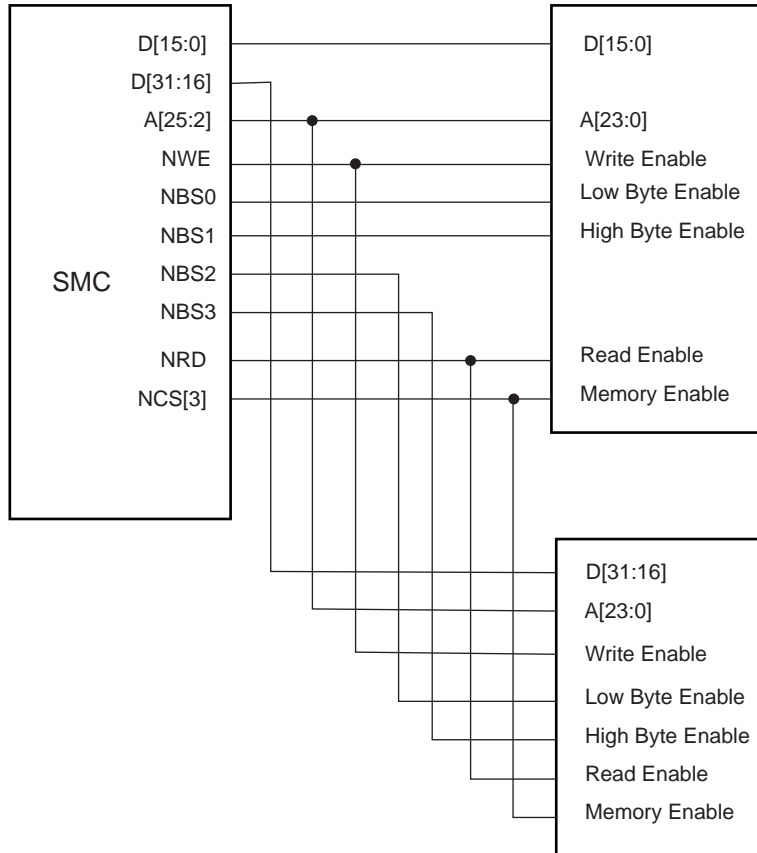 D[15:0]
D[31:16]
A[25:2]
NWE
NBS0
NBS1
NBS2
NBS3
NRD
NCS[3]
SMC
D[15:0]
A[23:0]
Write Enable
Low Byte Enable
High Byte Enable
Read Enable
Memory Enable
D[31:16]
A[23:0]
Write Enable
Low Byte Enable
High Byte Enable
Read Enable
Memory Enable